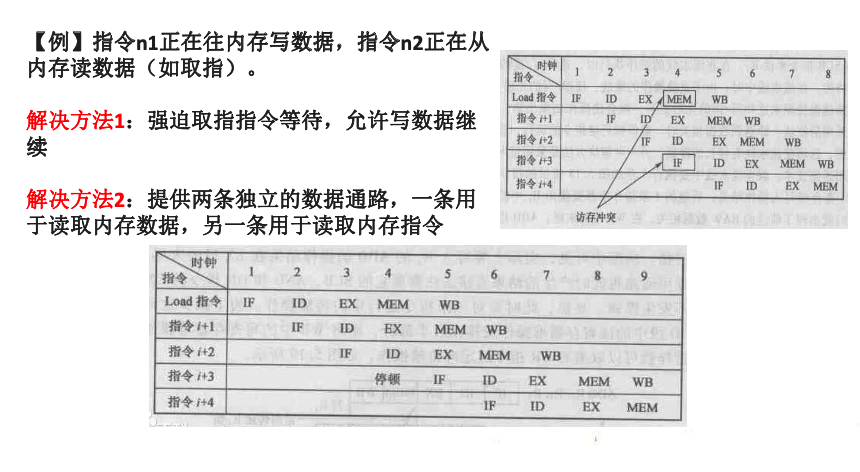 【例】指令n1正在往内存写数据，指令n2正在从
内存读数据（如取指）。
解决方法1：强迫取指指令等待，允许写数据继
续
解决方法2：提供两条独立的数据通路，一条用
于读取内存数据，另一条用于读取内存指令
时钟
指令 1 2 3 4 5 6 7 8
Load 指令 IF ID EX MEM WB
指令 i+1 IF ID EX MEM WB
指令 i+2 IF ID EX MEM WB
指令 i+3 IF ID EX MEM WB
指令 i+4 IF ID EX MEM
访存冲突
时钟
指令 1 2 3 4 5 6 7 8 9
Load 指令 IF ID EX MEM WB
指令 i+1 IF ID EX MEM WB
指令 i+2 IF ID EX MEM WB
指令 i+3 停顿 IF ID EX MEM WB
指令 i+4 IF ID EX MEM